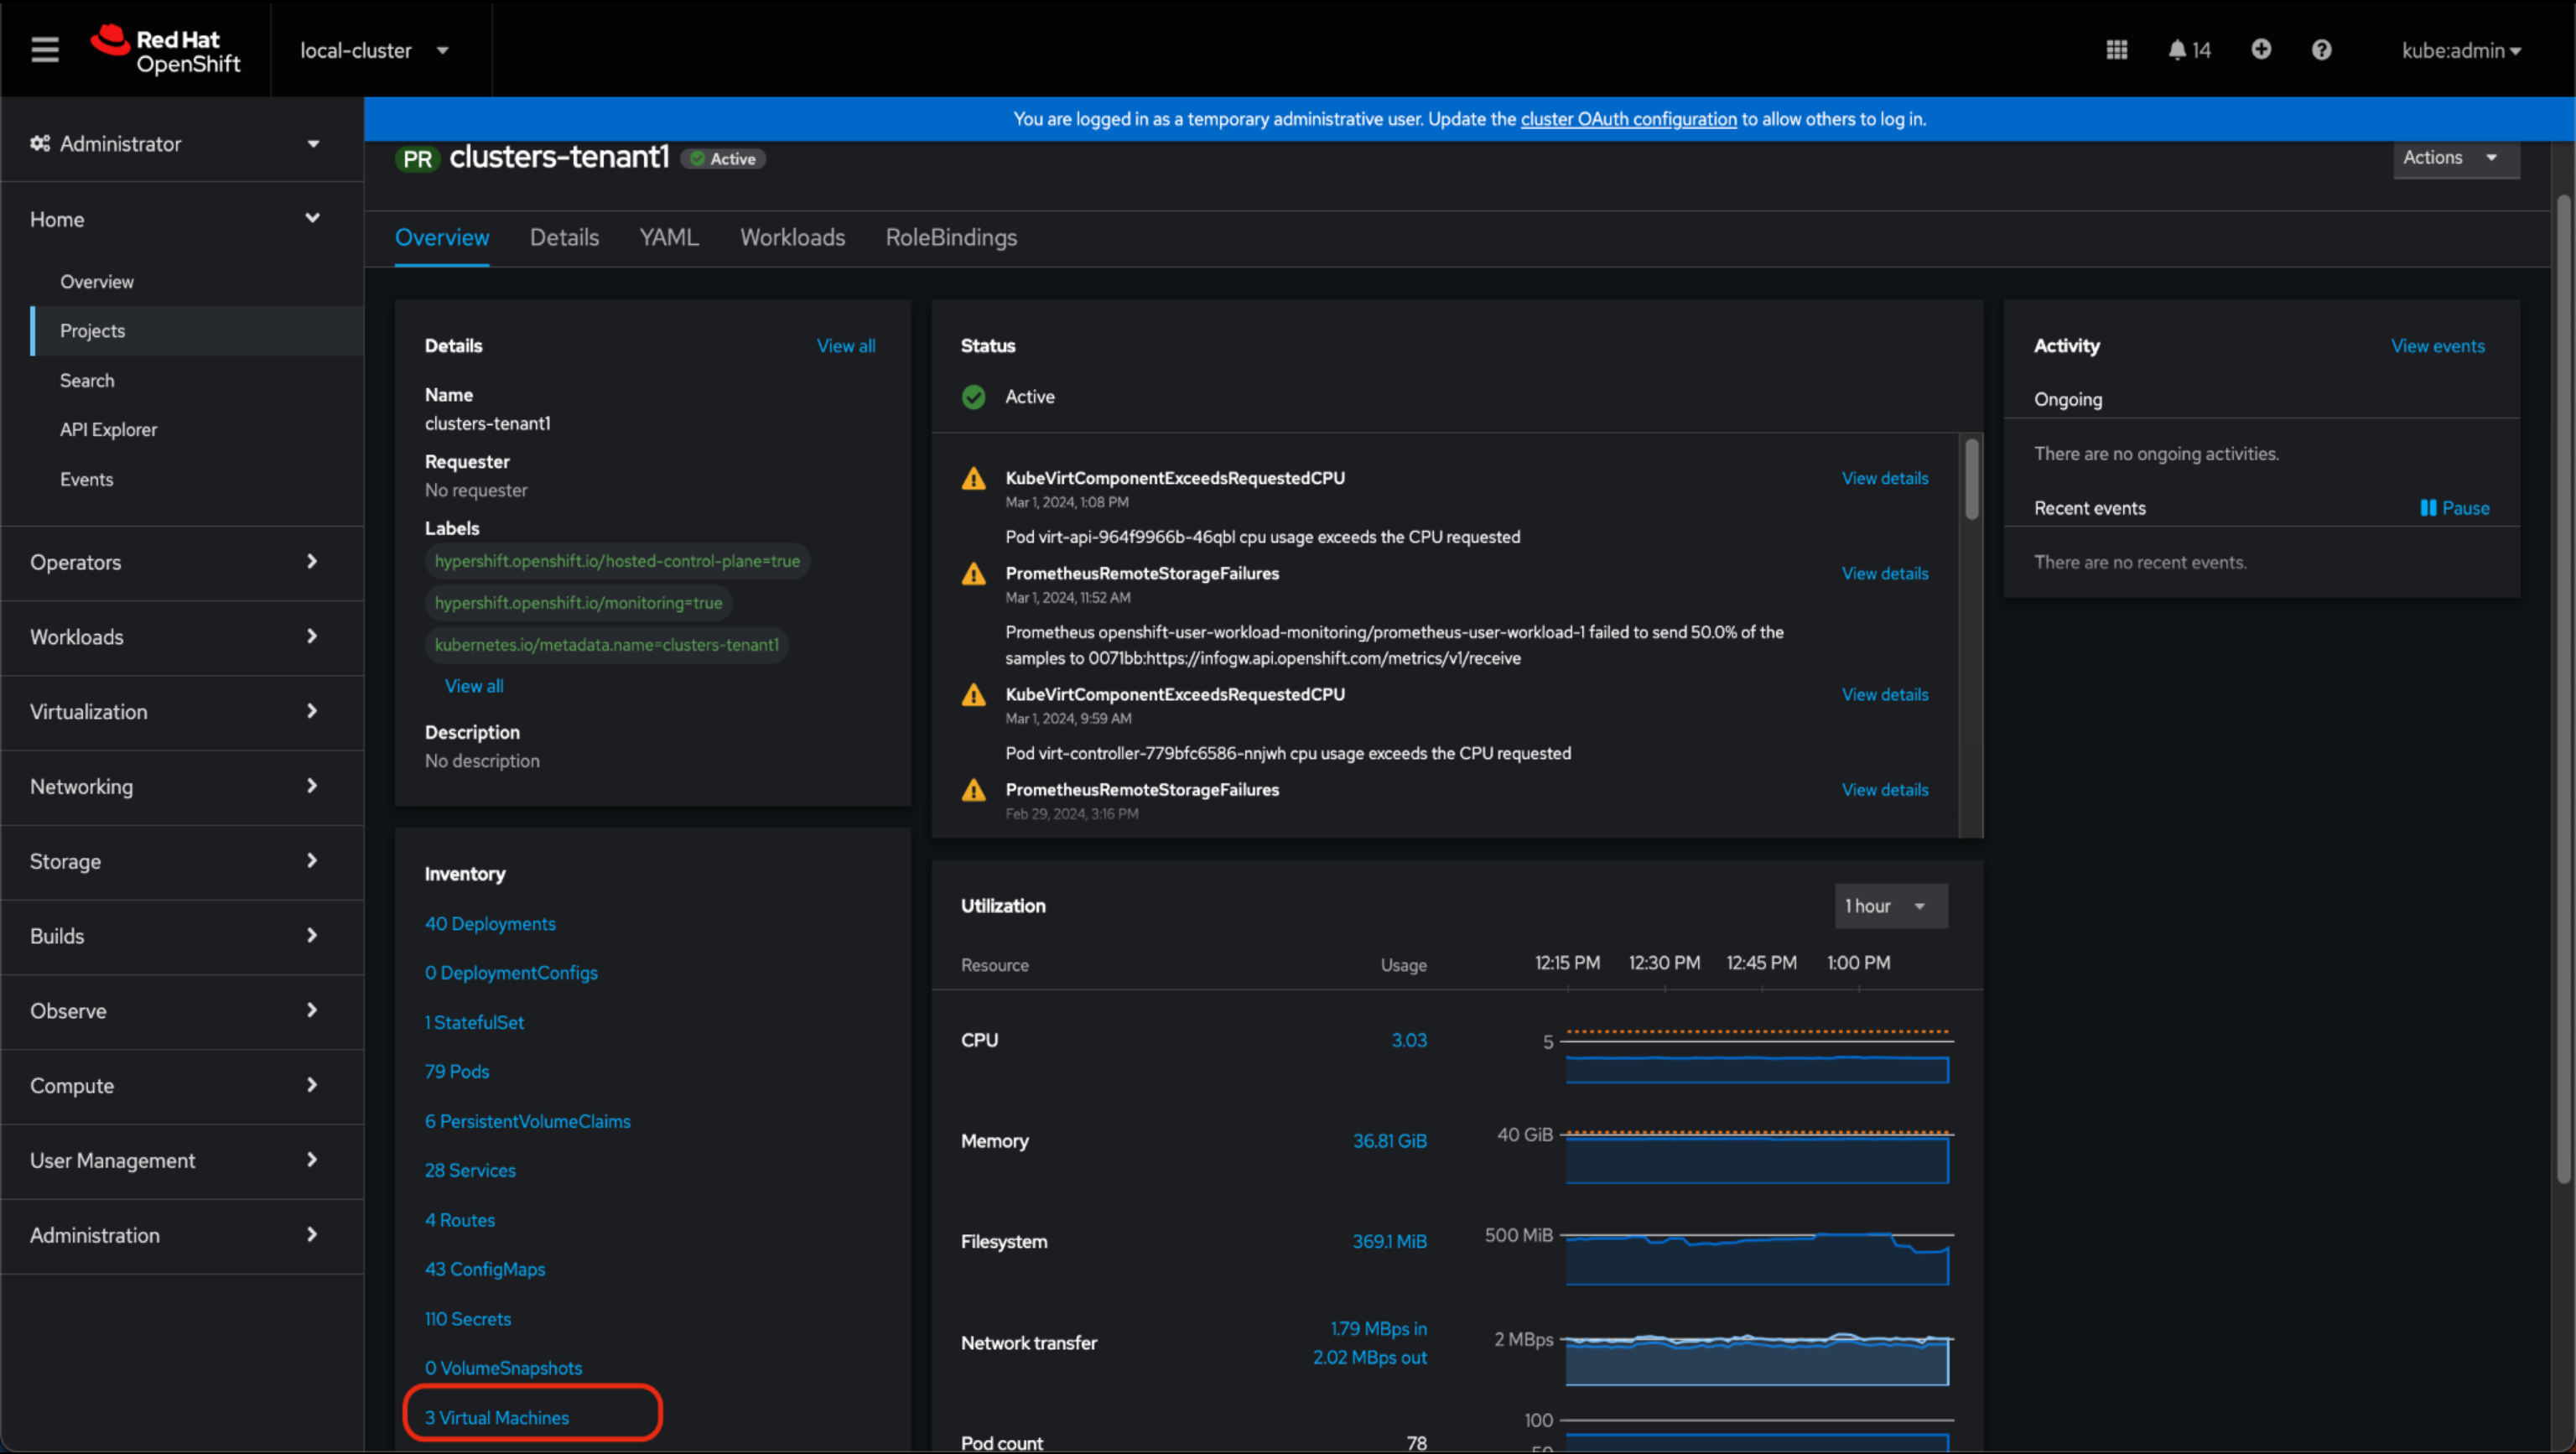 Red Hat
OpenShift
local-cluster
14
kube:admin
You are logged in as a temporary administrative user. Update the cluster OAuth configuration to allow others to log in.
Administrator
Home
Overview
Projects
Search
API Explorer
Events
Operators
Workloads
Virtualization
Networking
Storage
Builds
Observe
Compute
User Management
Administration
PR clusters-tenant1 Active
Actions
Overview Details YAML Workloads RoleBindings
Details View all
Name
clusters-tenant1
Requester
No requester
Labels
hypershift.openshift.io/hosted-control-plane=true
hypershift.openshift.io/monitoring=true
kubernetes.io/metadata.name=clusters-tenant1
View all
Description
No description
Inventory
40 Deployments
0 DeploymentConfigs
1 StatefulSet
79 Pods
6 PersistentVolumeClaims
28 Services
4 Routes
43 ConfigMaps
110 Secrets
0 VolumeSnapshots
3 Virtual Machines
Status
Active
KubeVirtComponentExceedsRequestedCPU View details
Mar 1, 2024, 1:08 PM
Pod virt-api-964f9966b-46qbl cpu usage exceeds the CPU requested
PrometheusRemoteStorageFailures View details
Mar 1, 2024, 11:52 AM
Prometheus openshift-user-workload-monitoring/prometheus-user-workload-1 failed to send 50.0% of the
samples to 0071bb:https://infogw.api.openshift.com/metrics/v1/receive
KubeVirtComponentExceedsRequestedCPU View details
Mar 1, 2024, 9:59 AM
Pod virt-controller-779bfc6586-nnjwh cpu usage exceeds the CPU requested
PrometheusRemoteStorageFailures View details
Feb 29, 2024, 3:16 PM
Utilization 1 hour
Resource Usage 12:15 PM 12:30 PM 12:45 PM 1:00 PM
CPU 3.03 5
Memory 36.81 GiB 40 GiB
Filesystem 369.1 MiB 500 MiB
Network transfer 1.79 MBps in 2 MBps
2.02 MBps out
100
Pod count 78 50
Activity View events
Ongoing
There are no ongoing activities.
Recent events Pause
There are no recent events.